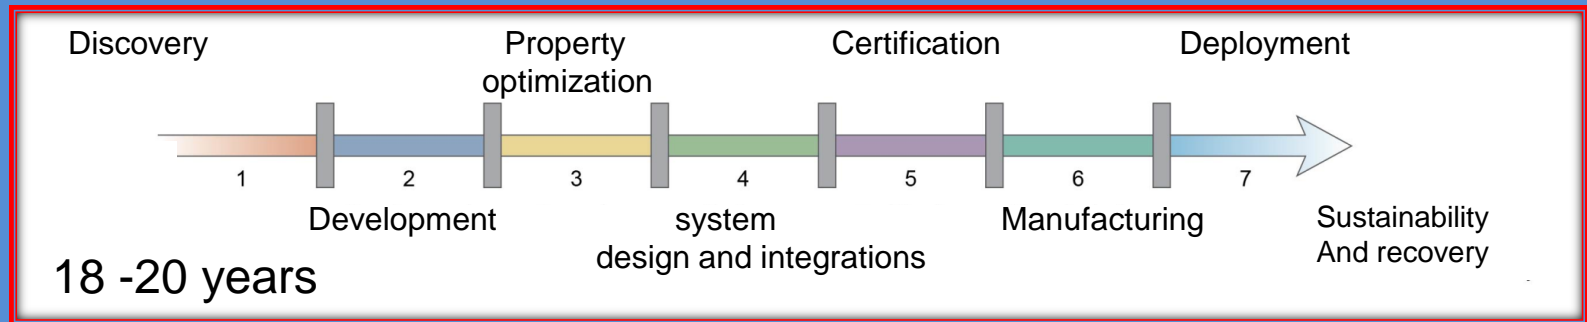 Discovery
Property
optimization
Certification
Deployment
1
2
3
4
5
6
7
Development
system
design and integrations
Manufacturing
Sustainability
And recovery
18 -20 years